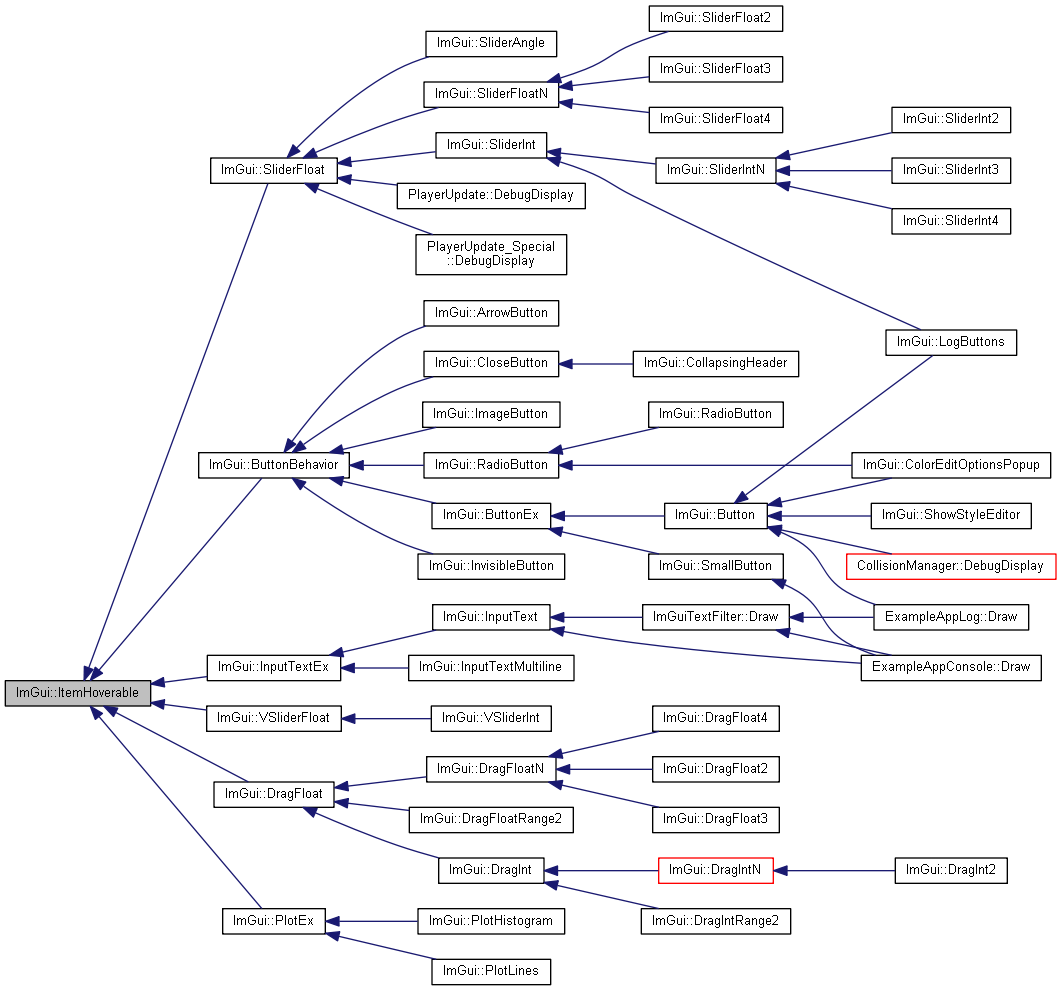 ImGui::SliderFloat2
ImGui::SliderAngle
ImGui::SliderFloat3
ImGui::SliderFloatN
ImGui::SliderFloat4
ImGui::SliderInt2
ImGui::SliderInt
ImGui::SliderFloat
ImGui::SliderIntN
ImGui::SliderInt3
PlayerUpdate::DebugDisplay
ImGui::SliderInt4
PlayerUpdate_Special
::DebugDisplay
ImGui::ArrowButton
ImGui::LogButtons
ImGui::CloseButton
ImGui::CollapsingHeader
ImGui::ImageButton
ImGui::RadioButton
ImGui::ButtonBehavior
ImGui::RadioButton
ImGui::ColorEditOptionsPopup
ImGui::ButtonEx
ImGui::Button
ImGui::ShowStyleEditor
ImGui::InvisibleButton
ImGui::SmallButton
CollisionManager::DebugDisplay
ImGui::InputText
ImGuiTextFilter::Draw
ExampleAppLog::Draw
ImGui::InputTextEx
ImGui::InputTextMultiline
ExampleAppConsole::Draw
ImGui::ItemHoverable
ImGui::VSliderFloat
ImGui::VSliderInt
ImGui::DragFloat4
ImGui::DragFloatN
ImGui::DragFloat2
ImGui::DragFloat
ImGui::DragFloatRange2
ImGui::DragFloat3
ImGui::DragInt
ImGui::DragIntN
ImGui::DragInt2
ImGui::PlotEx
ImGui::PlotHistogram
ImGui::DragIntRange2
ImGui::PlotLines